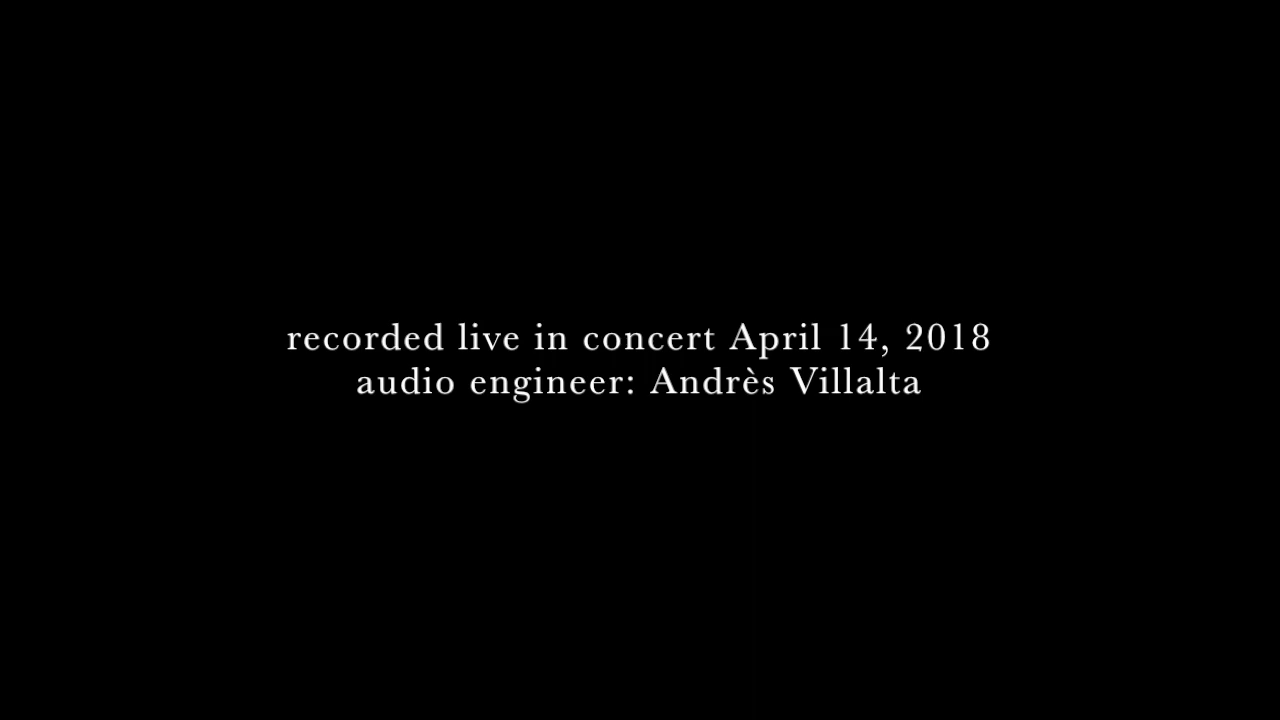 recorded live in concert April 14, 2018
audio engineer: Andrès Villalta